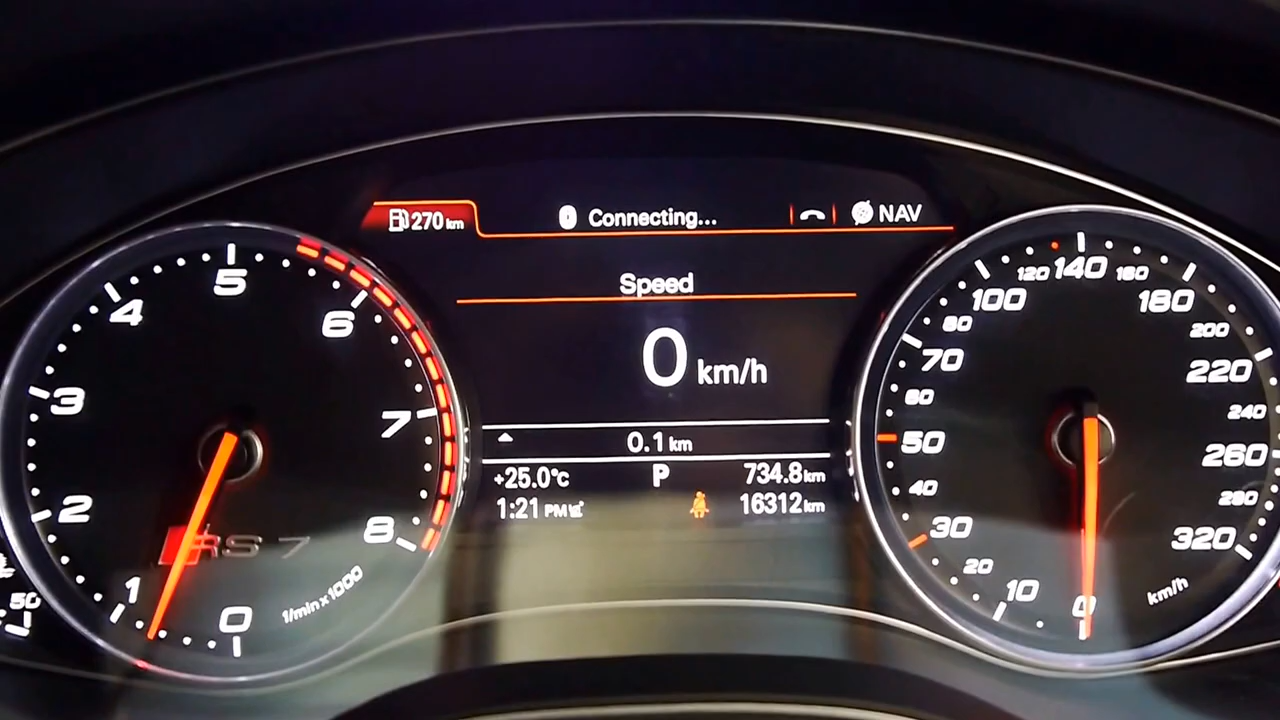 270 km
Connecting...
NAV
Speed
0 km/h
0.1 km
+25.0°C
P
734.8 km
1:21 PM
16312 km
0
1
2
3
4
5
6
7
8
1/min x 1000
RS 7
50
0
10
20
30
40
50
60
70
80
100
120
140
160
180
200
220
240
260
280
320
km/h